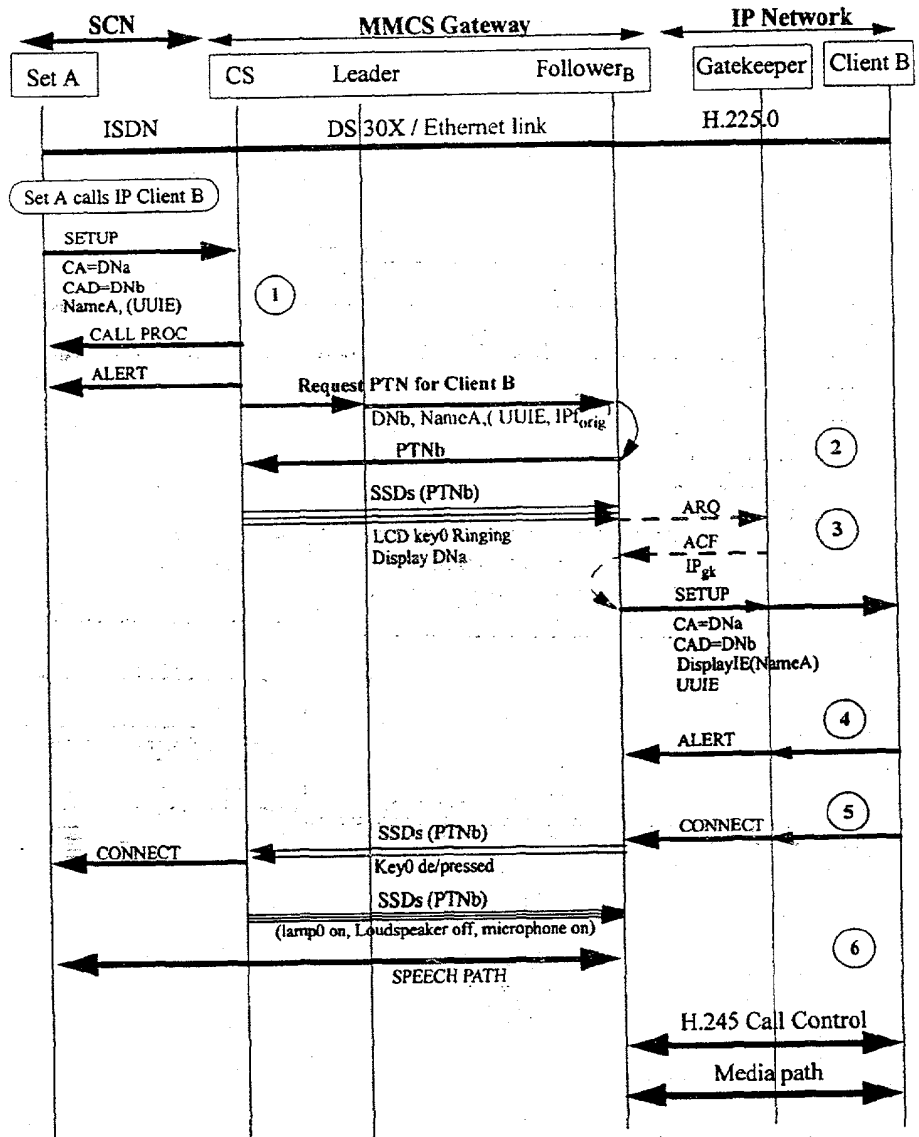 SCN MMCS Gateway IP Network
Set A CS Leader FollowerB Gatekeeper Client B
ISDN DS 30X / Ethernet link H.225.0
Set A calls IP Client B
SETUP
CA=DNa
CAD=DNb
NameA, (UUIE)
1
CALL PROC
ALERT
Request PTN for Client B
DNb, NameA,( UUIE, IPforig)
PTNb
2
SSDs (PTNb)
ARQ
LCD key0 Ringing
Display DNa
3
ACF
IPgk
SETUP
CA=DNa
CAD=DNb
DisplayIE(NameA)
UUIE
4
ALERT
5
SSDs (PTNb)
CONNECT
CONNECT
Key0 de/pressed
SSDs (PTNb)
(lamp0 on, Loudspeaker off, microphone on)
6
SPEECH PATH
H.245 Call Control
Media path